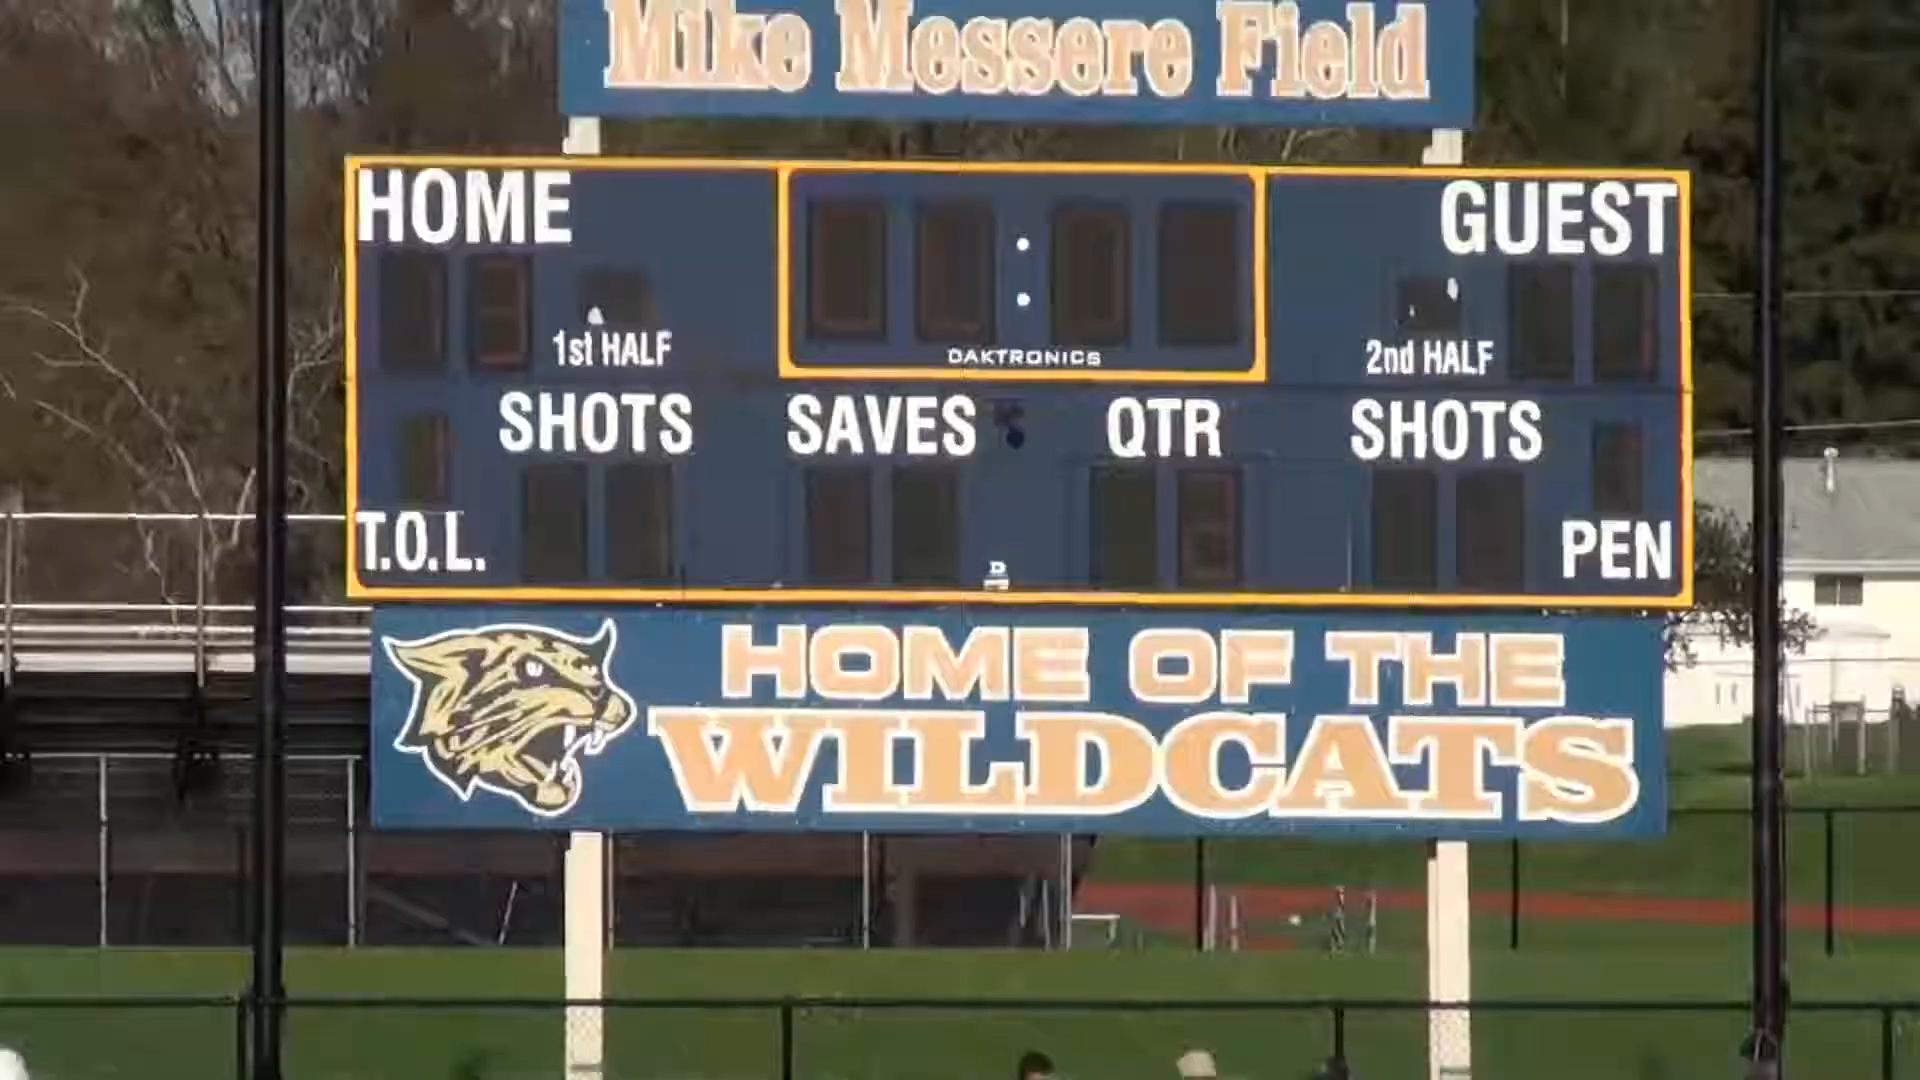 Mike Messere Field
HOME
GUEST
1st HALF
DAKTRONICS
2nd HALF
SHOTS
SAVES
QTR
SHOTS
T.O.L.
PEN
HOME OF THE
WILDCATS